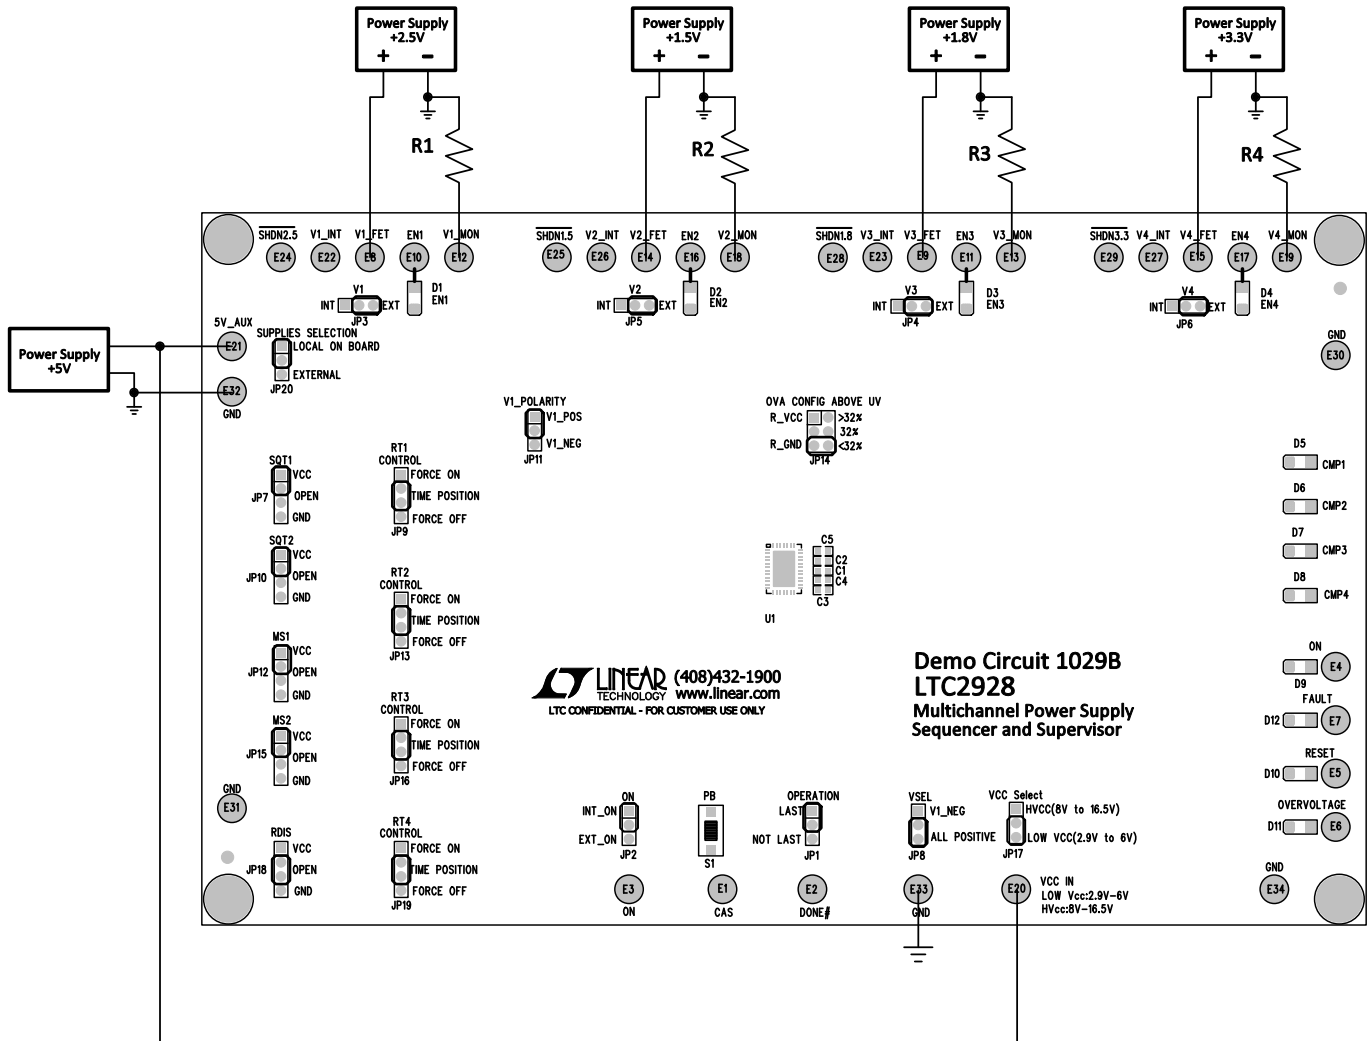 Power Supply
+2.5V
+ −
Power Supply
+1.5V
+ −
Power Supply
+1.8V
+ −
Power Supply
+3.3V
+ −
R1
R2
R3
R4
SHDN2.5 V1_INT V1_FET EN1 V1_MON
E24 E22 E8 E10 E12
SHDN1.5 V2_INT V2_FET EN2 V2_MON
E25 E26 E14 E16 E18
SHDN1.8 V3_INT V3_FET EN3 V3_MON
E28 E23 E9 E11 E13
SHDN3.3 V4_INT V4_FET EN4 V4_MON
E29 E27 E15 E17 E19
V1
INT EXT
JP3
D1
EN1
V2
INT EXT
JP5
D2
EN2
V3
INT EXT
JP4
D3
EN3
V4
INT EXT
JP6
D4
EN4
Power Supply
+5V
5V_AUX
E21
E32
GND
SUPPLIES SELECTION
LOCAL ON BOARD
EXTERNAL
JP20
GND
E30
V1_POLARITY
V1_POS
V1_NEG
JP11
OVA CONFIG ABOVE UV
R_VCC >32%
32%
R_GND <32%
JP14
SQT1
VCC
JP7 OPEN
GND
RT1
CONTROL
FORCE ON
TIME POSITION
FORCE OFF
JP9
SQT2
VCC
JP10 OPEN
GND
RT2
CONTROL
FORCE ON
TIME POSITION
FORCE OFF
JP13
MS1
VCC
JP12 OPEN
GND
RT3
CONTROL
FORCE ON
TIME POSITION
FORCE OFF
JP16
MS2
VCC
JP15 OPEN
GND
GND
E31
RDIS
VCC
JP18 OPEN
GND
RT4
CONTROL
FORCE ON
TIME POSITION
FORCE OFF
JP19
C5
C2
C1
C4
C3
U1
D5
CMP1
D6
CMP2
D7
CMP3
D8
CMP4
LINEAR
TECHNOLOGY
(408)432-1900
www.linear.com
LTC CONFIDENTIAL - FOR CUSTOMER USE ONLY
Demo Circuit 1029B
LTC2928
Multichannel Power Supply
Sequencer and Supervisor
ON
E4
D9
FAULT
D12 E7
RESET
D10 E5
OVERVOLTAGE
D11 E6
GND
E34
ON
INT_ON
EXT_ON
JP2
E3
ON
PB
S1
E1
CAS
OPERATION
LAST
NOT LAST
JP1
E2
DONE#
VSEL
V1_NEG
ALL POSITIVE
JP8
E33
GND
VCC Select
HVCC(8V to 16.5V)
LOW VCC(2.9V to 6V)
JP17
E20
VCC IN
LOW Vcc:2.9V-6V
HVcc:8V-16.5V